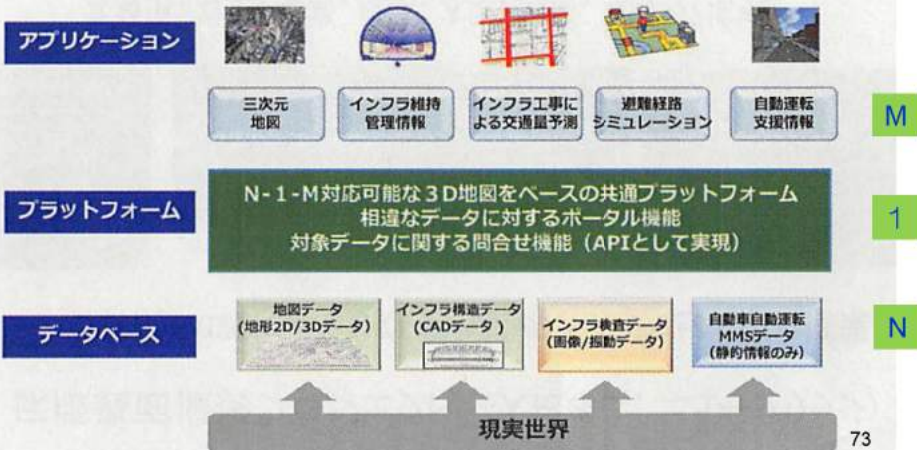 アプリケーション
三次元
地図
インフラ維持
管理情報
インフラ工事に
よる交通量予測
避難経路
シミュレーション
自動運転
支援情報
M
プラットフォーム
N-1-M対応可能な３D地図をベースの共通プラットフォーム
相違なデータに対するポータル機能
対象データに関する問合せ機能（APIとして実現）
1
データベース
地図データ
(地形2D/3Dデータ)
インフラ構造データ
(CADデータ)
インフラ検査データ
(画像/振動データ)
自動車自動運転
MMSデータ
(静的情報のみ)
N
現実世界
73